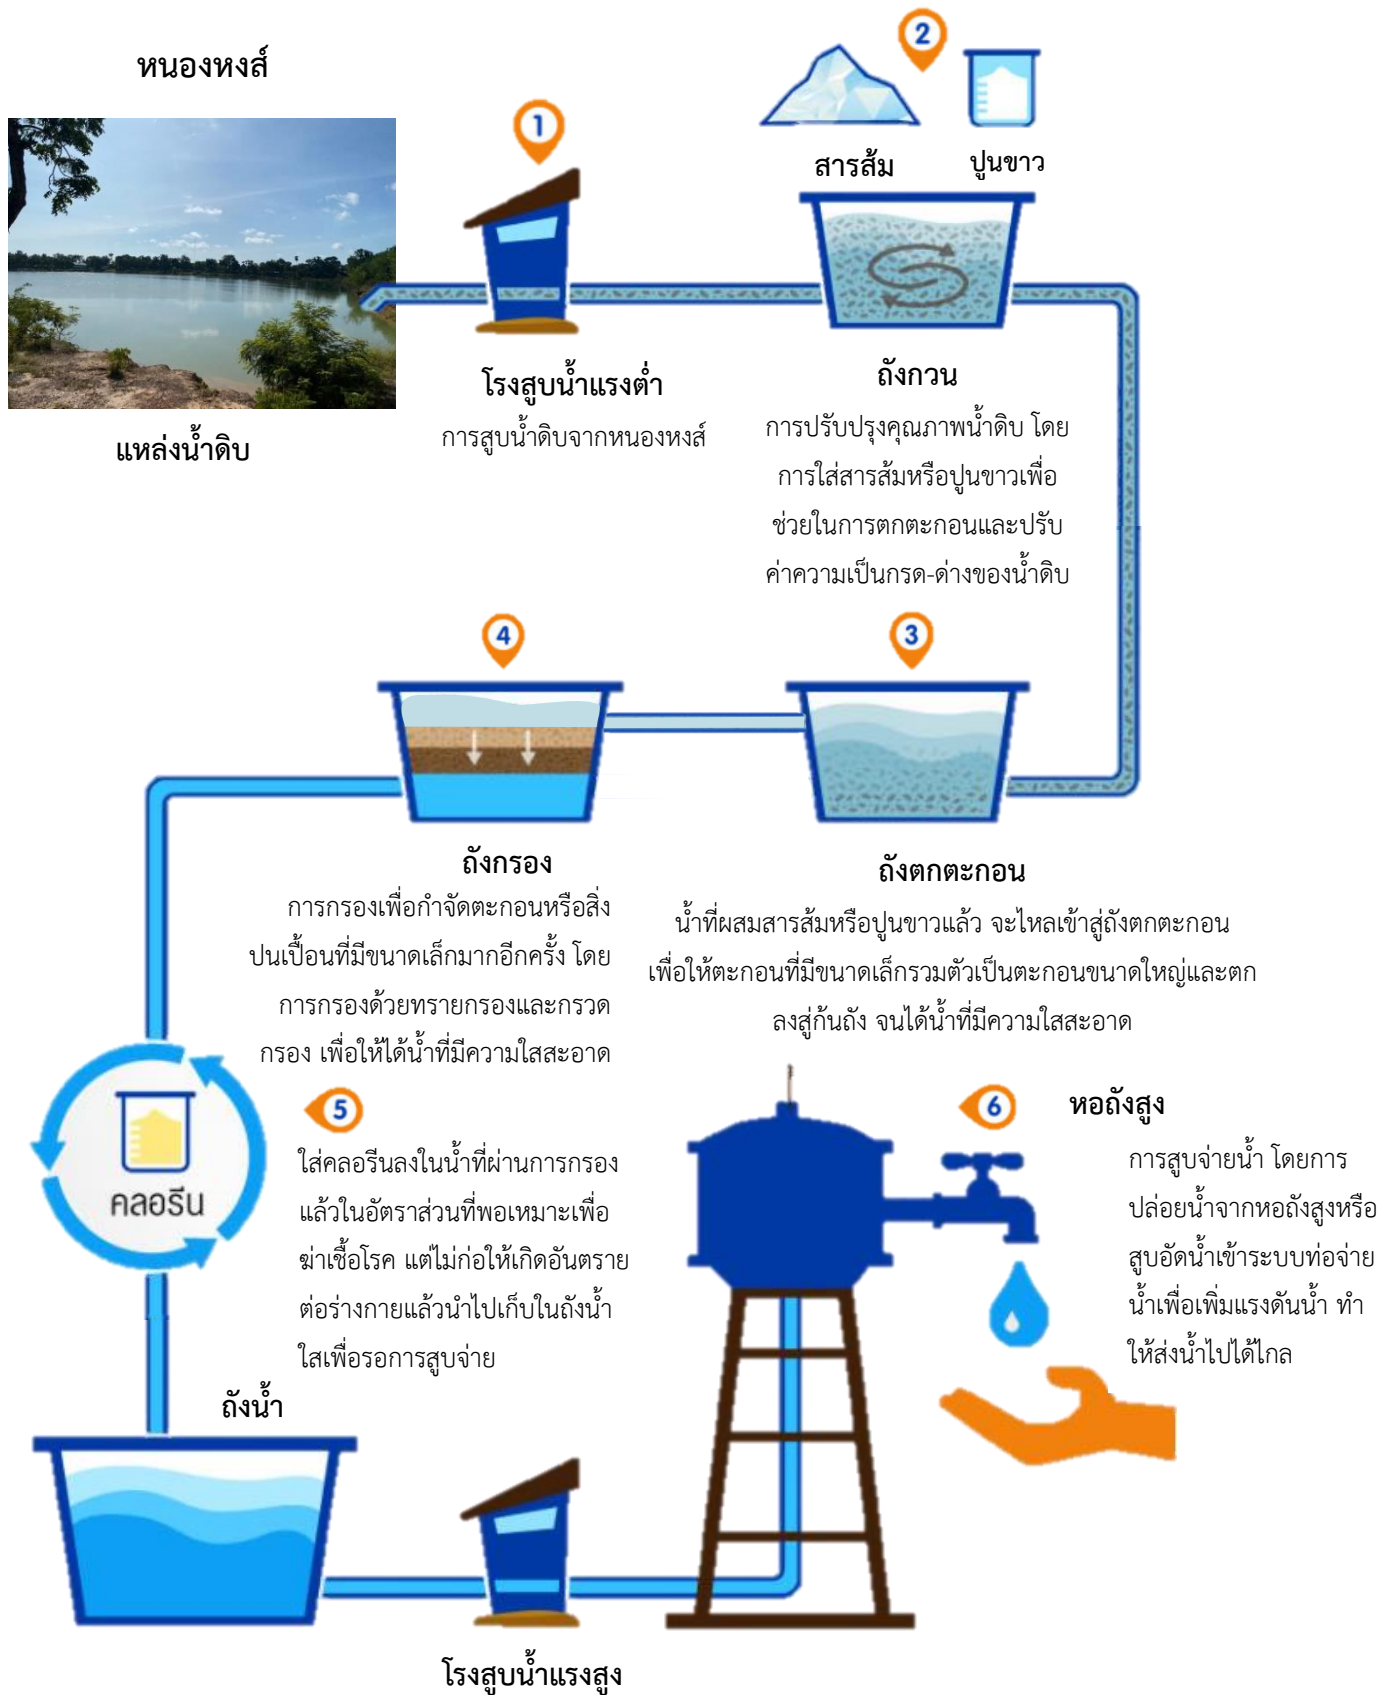 หนองหงส์
แหล่งน้ำดิบ
1
โรงสูบน้ำแรงต่ำ
การสูบน้ำดิบจากหนองหงส์
2
สารส้ม
ปูนขาว
ถังกวน
การปรับปรุงคุณภาพน้ำดิบ โดย
การใส่สารส้มหรือปูนขาวเพื่อ
ช่วยในการตกตะกอนและปรับ
ค่าความเป็นกรด-ด่างของน้ำดิบ
3
ถังตกตะกอน
น้ำที่ผสมสารส้มหรือปูนขาวแล้ว จะไหลเข้าสู่ถังตกตะกอน
เพื่อให้ตะกอนที่มีขนาดเล็กรวมตัวเป็นตะกอนขนาดใหญ่และตก
ลงสู่ก้นถัง จนได้น้ำที่มีความใสสะอาด
4
ถังกรอง
การกรองเพื่อกำจัดตะกอนหรือสิ่ง
ปนเปื้อนที่มีขนาดเล็กมากอีกครั้ง โดย
การกรองด้วยทรายกรองและกรวด
กรอง เพื่อให้ได้น้ำที่มีความใสสะอาด
คลอรีน
5
ใส่คลอรีนลงในน้ำที่ผ่านการกรอง
แล้วในอัตราส่วนที่พอเหมาะเพื่อ
ฆ่าเชื้อโรค แต่ไม่ก่อให้เกิดอันตราย
ต่อร่างกายแล้วนำไปเก็บในถังน้ำ
ใสเพื่อรอการสูบจ่าย
ถังน้ำ
โรงสูบน้ำแรงสูง
6
หอถังสูง
การสูบจ่ายน้ำ โดยการ
ปล่อยน้ำจากหอถังสูงหรือ
สูบอัดน้ำเข้าระบบท่อจ่าย
น้ำเพื่อเพิ่มแรงดันน้ำ ทำ
ให้ส่งน้ำไปได้ไกล